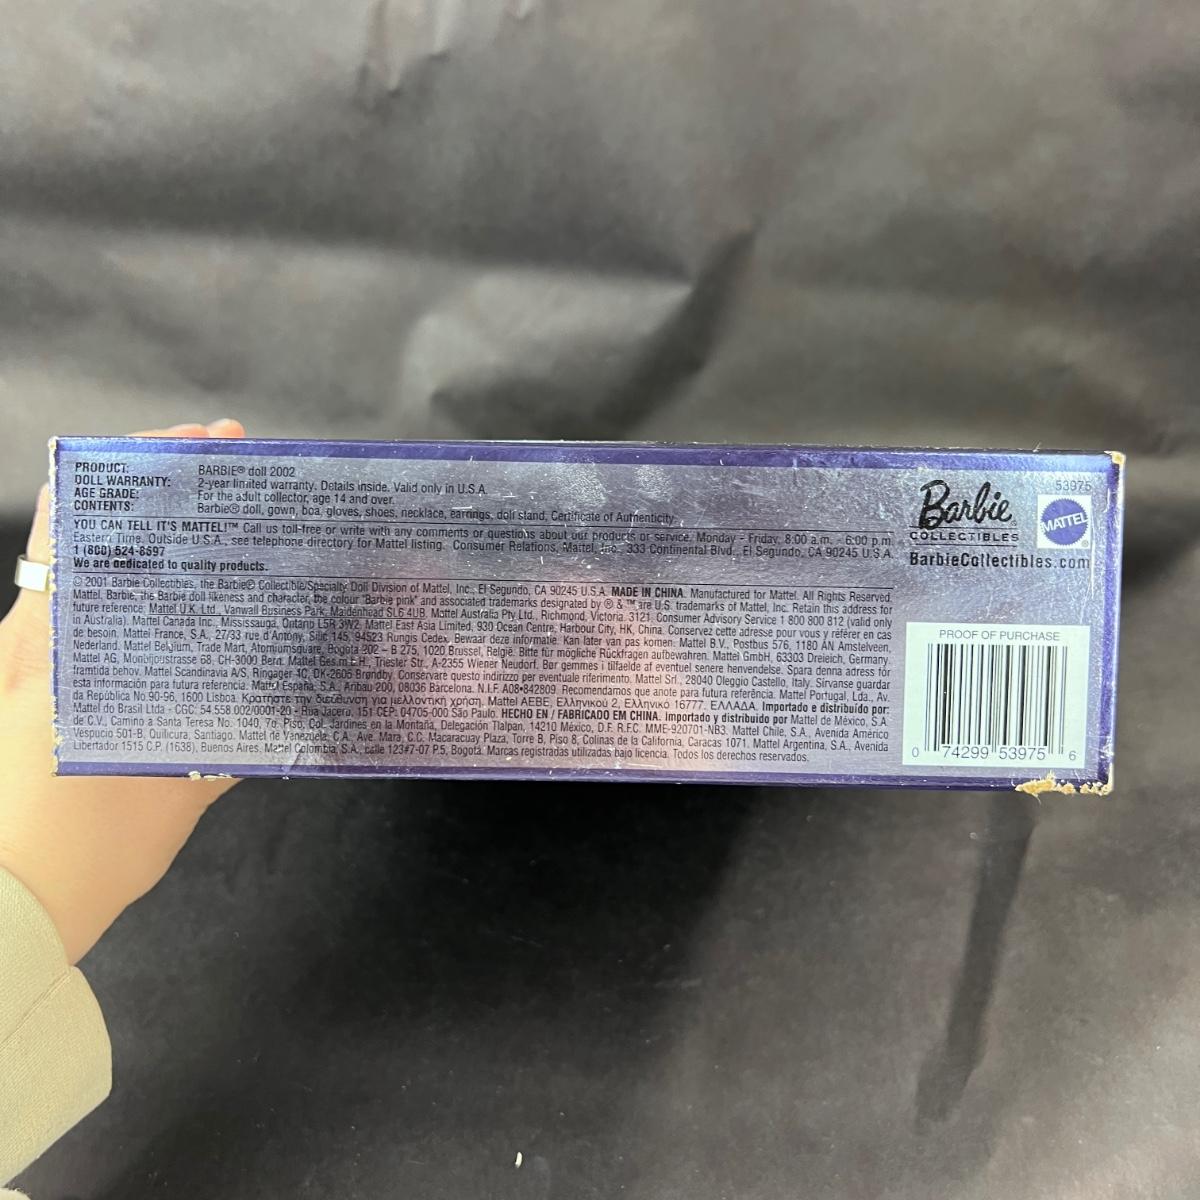 PRODUCT: BARBIE® doll 2002
DOLL WARRANTY: 2-year limited warranty. Details inside. Valid only in U.S.A.
AGE GRADE: For the adult collector, age 14 and over.
CONTENTS: Barbie® doll, gown, boa, gloves, shoes, necklace, earrings, doll stand, Certificate of Authenticity
YOU CAN TELL IT'S MATTEL!™ Call us toll-free or write with any comments or questions about our products or service, Monday - Friday, 8:00 a.m. - 6:00 p.m.
Eastern Time. Outside U.S.A., see telephone directory for Mattel listing. Consumer Relations, Mattel, Inc., 333 Continental Blvd., El Segundo, CA 90245 U.S.A.
1 (800) 524-8697
We are dedicated to quality products.
© 2001 Barbie Collectibles, the Barbie® Collectible/Specialty Doll Division of Mattel, Inc., El Segundo, CA 90245 U.S.A. MADE IN CHINA. Manufactured for Mattel. All Rights Reserved.
Mattel, Barbie, the Barbie doll likeness and character, the colour "Barbie pink" and associated trademarks designated by ® & ™ are U.S. trademarks of Mattel, Inc. Retain this address for
future reference: Mattel U.K. Ltd., Vanwall Business Park, Maidenhead SL6 4UB. Mattel Australia Pty Ltd., Richmond, Victoria. 3121. Consumer Advisory Service 1 800 800 812 (valid only
in Australia). Mattel Canada Inc., Mississauga, Ontario L5R 3W2. Mattel East Asia Limited, 930 Ocean Centre, Harbour City, HK, China. Conservez cette adresse pour vous y référer en cas
de besoin. Mattel France, S.A., 27/33 rue d'Antony, Silic 145, 94523 Rungis Cedex. Bewaar deze informatie. Kan later van pas komen. Mattel B.V., Postbus 576, 1180 AN Amstelveen,
Nederland. Mattel Belgium, Trade Mart, Atomiumsquare, Bogota 202 – B 275, 1020 Brussel, België. Bitte für mögliche Rückfragen aufbewahren. Mattel GmbH, 63303 Dreieich, Germany.
Mattel AG, Monbijoustrasse 68, CH-3000 Bern. Mattel Ges.m.b.H., Triester Str., A-2355 Wiener Neudorf. Bør gemmes i tilfælde af eventuel senere henvendelse. Spara denna adress för
framtida behov. Mattel Scandinavia A/S, Ringager 4C, DK-2605 Brøndby. Conservare questo indirizzo per eventuale riferimento. Mattel Srl., 28040 Oleggio Castello, Italy. Sírvanse guardar
esta información para futura referencia. Mattel España, S.A., Aribau 200, 08036 Barcelona. N.I.F. A08•842809. Recomendamos que anote para futura referência. Mattel Portugal, Lda., Av.
da República No 90-96, 1600 Lisboa. Κρατήστε την διεύθυνση για μελλοντική χρήση. Mattel AEBE, Ελληνικού 2, Ελληνικό 16777, ΕΛΛΑΔΑ. Importado e distribuído por:
Mattel do Brasil Ltda - CGC: 54.558.002/0001-20 - Rua Jacerú, 151 CEP: 04705-000 São Paulo. HECHO EN / FABRICADO EM CHINA. Importado y distribuido por Mattel de México, S.A
de C.V., Camino a Santa Teresa No. 1040, 7o. Piso, Col. Jardines en la Montaña, Delegación Tlalpan, 14210 México, D.F. R.F.C. MME-920701-NB3. Mattel Chile, S.A., Avenida Américo
Vespucio 501-B, Quilicura, Santiago. Mattel de Venezuela, C.A., Ave. Mara, C.C. Macaracuay Plaza, Torre B, Piso 8, Colinas de la California, Caracas 1071. Mattel Argentina, S.A., Avenida
Libertador 1515 C.P. (1638), Buenos Aires. Mattel Colombia, S.A., calle 123#7-07 P.5, Bogotá. Marcas registradas utilizadas bajo licencia. Todos los derechos reservados.
53975
Barbie®
COLLECTIBLES
MATTEL®
BarbieCollectibles.com
PROOF OF PURCHASE
0 74299 53975 6